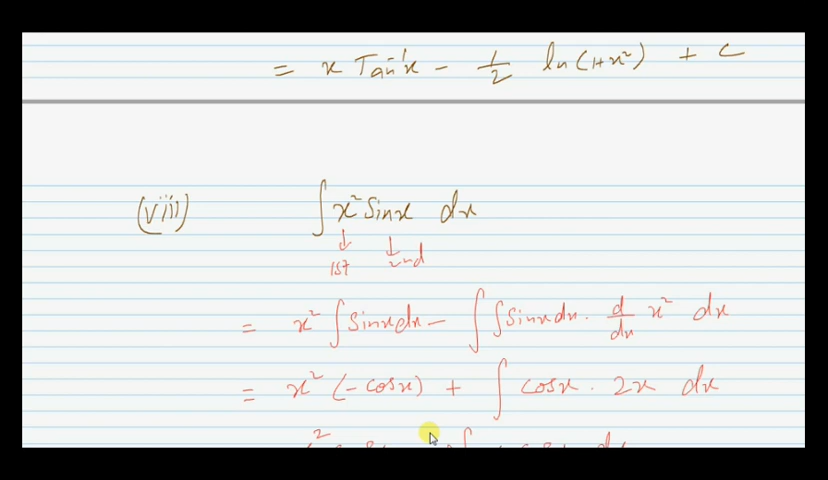 = x Tan⁻¹x - 1/2 ln(1+x²) + C
(viii) ∫ x² Sinx dx
↓ ↓
1st 2nd
= x² ∫ Sinx dx - ∫ ∫ Sinx dx · d/dx x² dx
= x² (-cosx) + ∫ cosx · 2x dx